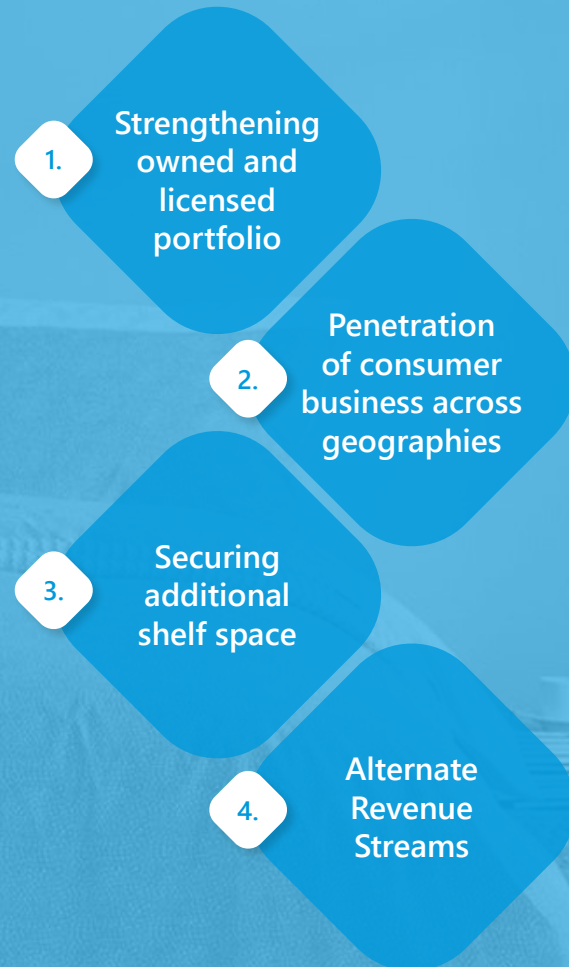 1.
Strengthening
owned and
licensed
portfolio
2.
Penetration
of consumer
business across
geographies
3.
Securing
additional
shelf space
4.
Alternate
Revenue
Streams